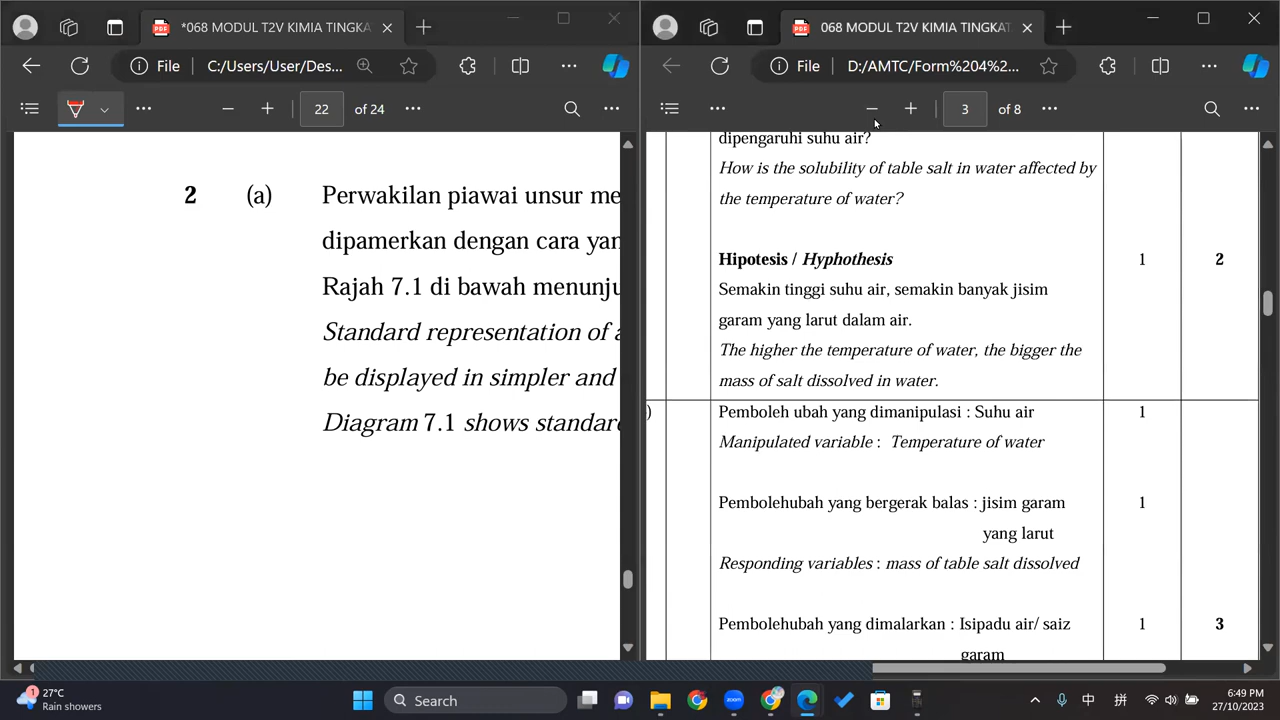 *068 MODUL T2V KIMIA TINGKA
File
C:/Users/User/Des...
22
of 24
2 (a) Perwakilan piawai unsur me
dipamerkan dengan cara yan
Rajah 7.1 di bawah menunju
Standard representation of a
be displayed in simpler and
Diagram 7.1 shows standard
068 MODUL T2V KIMIA TINGKAT
File
D:/AMTC/Form%204%2...
3
of 8
dipengaruhi suhu air?
How is the solubility of table salt in water affected by
the temperature of water?
Hipotesis / Hyphothesis 1 2
Semakin tinggi suhu air, semakin banyak jisim
garam yang larut dalam air.
The higher the temperature of water, the bigger the
mass of salt dissolved in water.
) Pemboleh ubah yang dimanipulasi : Suhu air 1
Manipulated variable : Temperature of water
Pembolehubah yang bergerak balas : jisim garam 1
yang larut
Responding variables : mass of table salt dissolved
Pembolehubah yang dimalarkan : Isipadu air/ saiz 1 3
garam
1
27°C
Rain showers
Search
zoom
中
拼
6:49 PM
27/10/2023